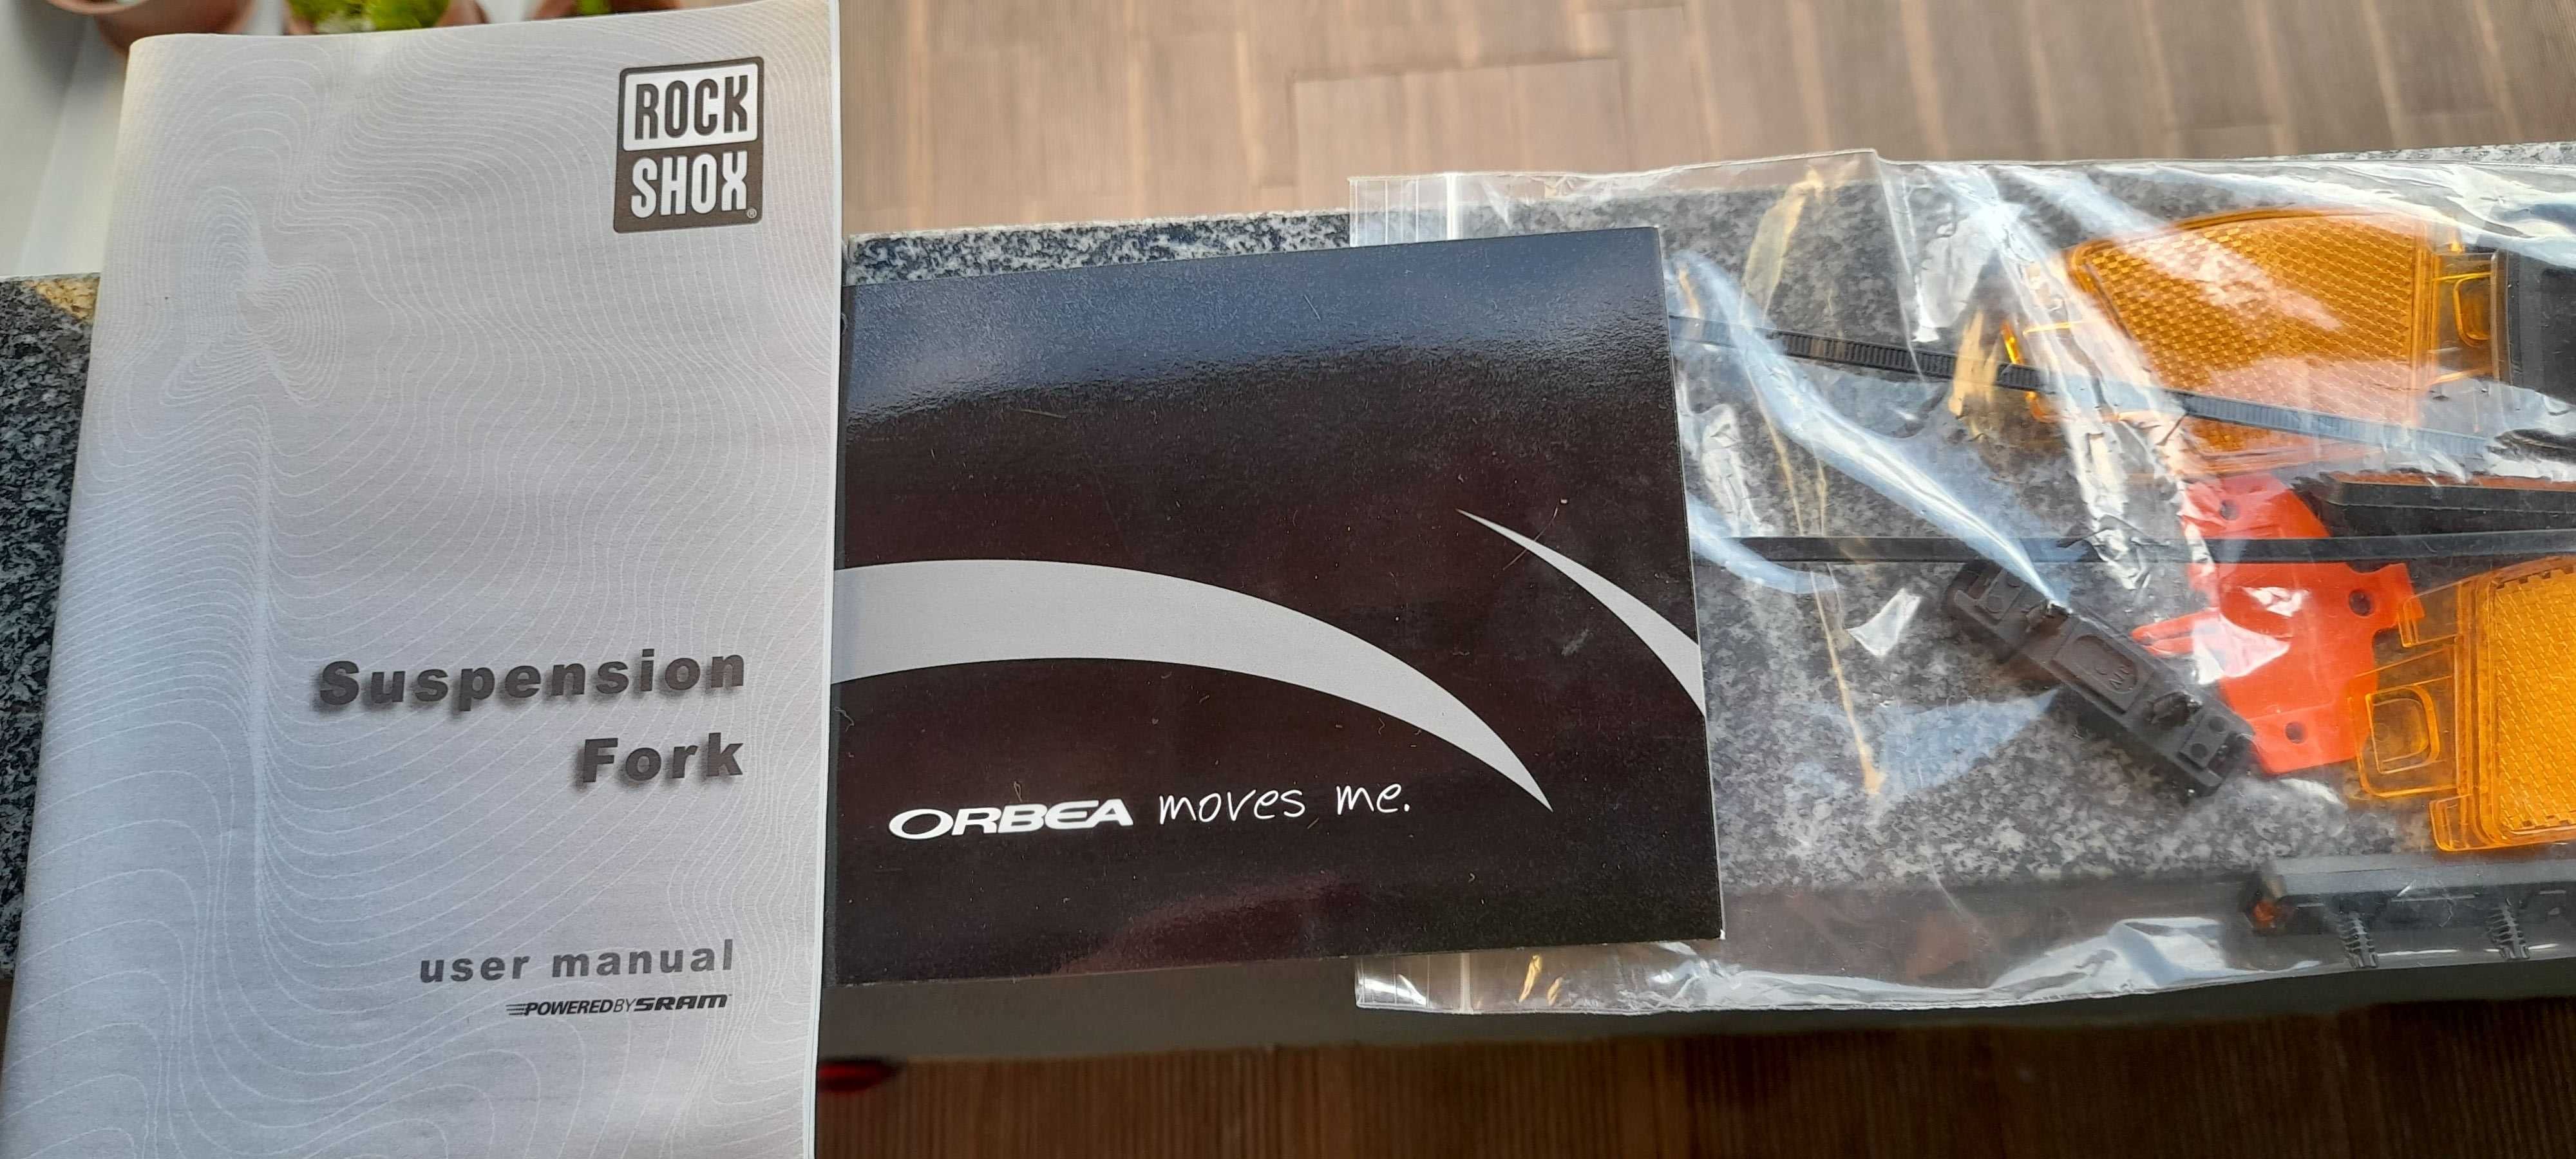 ROCK
SHOX®
Suspension
Fork
user manual
POWERED BY SRAM
ORBEA moves me.